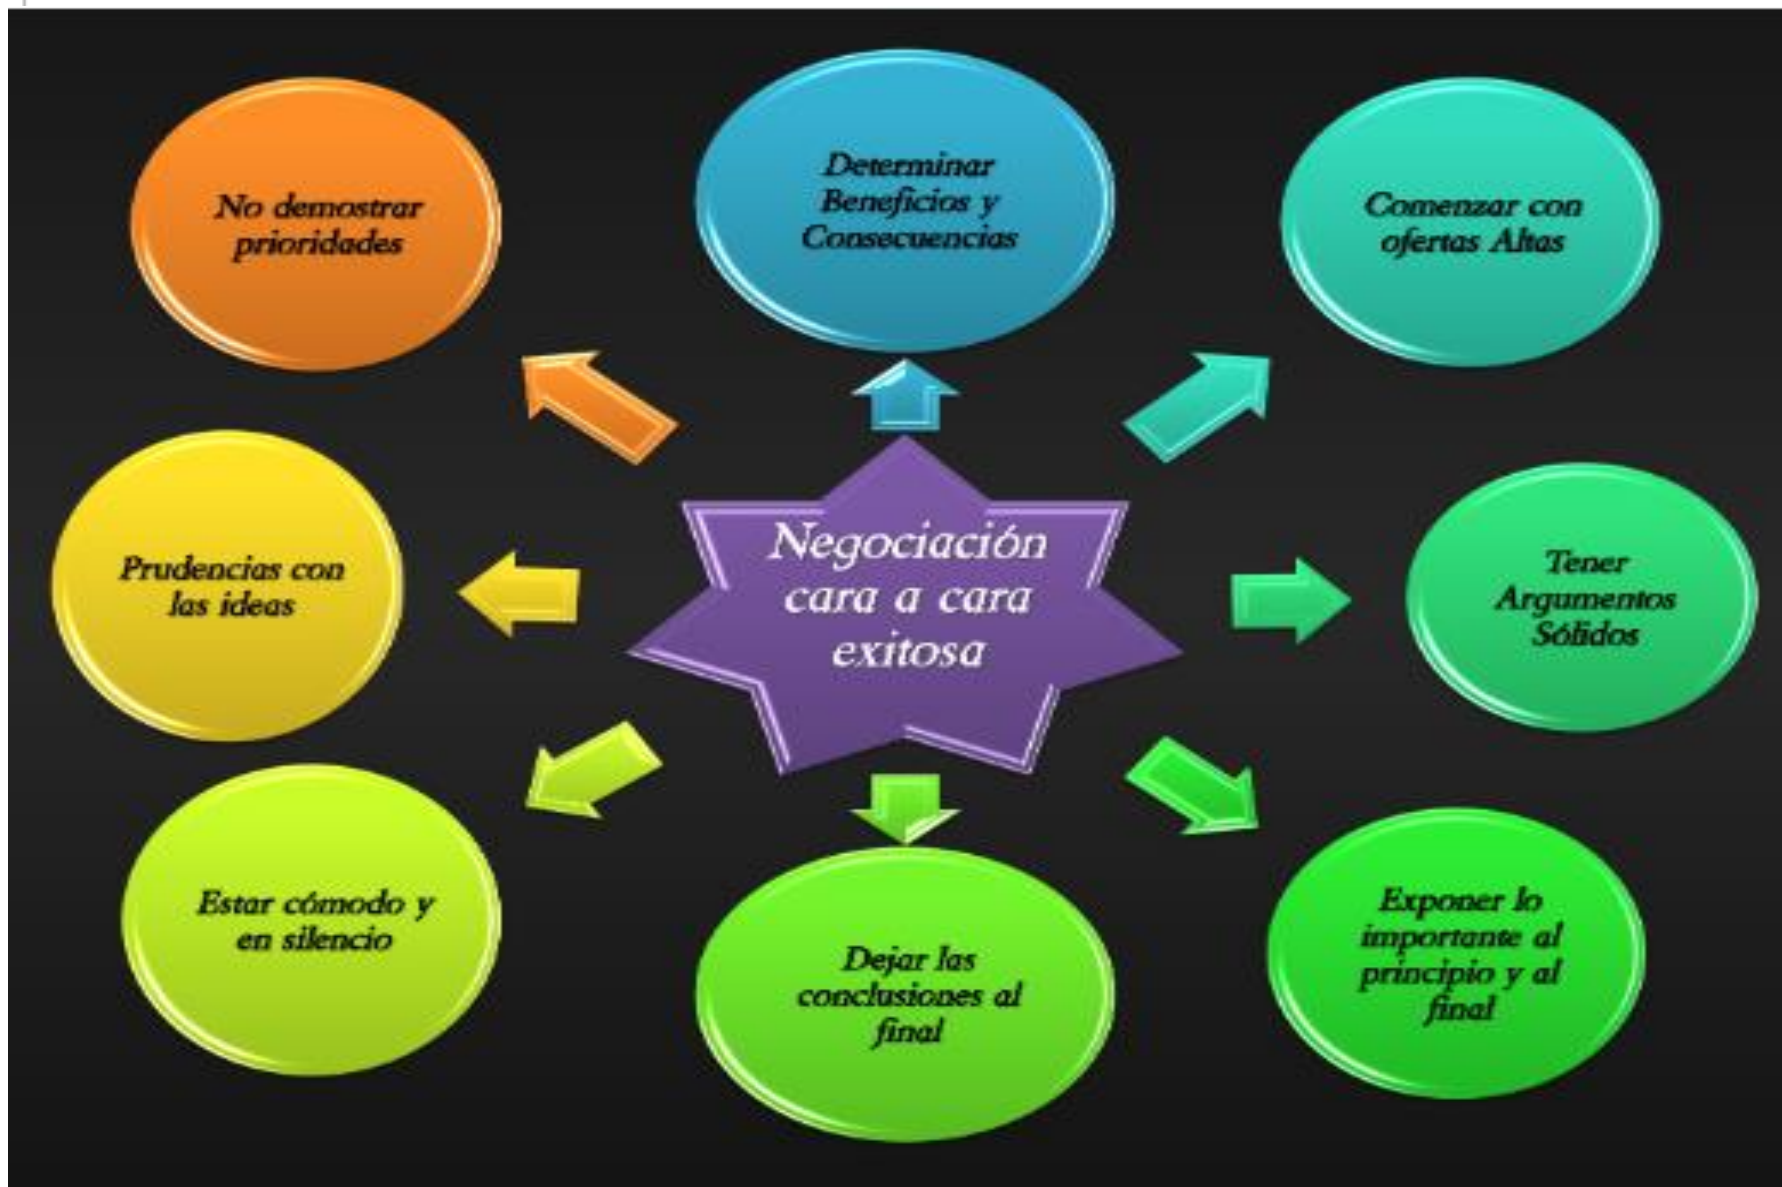 No demostrar
prioridades
Determinar
Beneficios y
Consecuencias
Comenzar con
ofertas Altas
Prudencias con
las ideas
Negociación
cara a cara
exitosa
Tener
Argumentos
Sólidos
Estar cómodo y
en silencio
Dejar las
conclusiones al
final
Exponer lo
importante al
principio y al
final